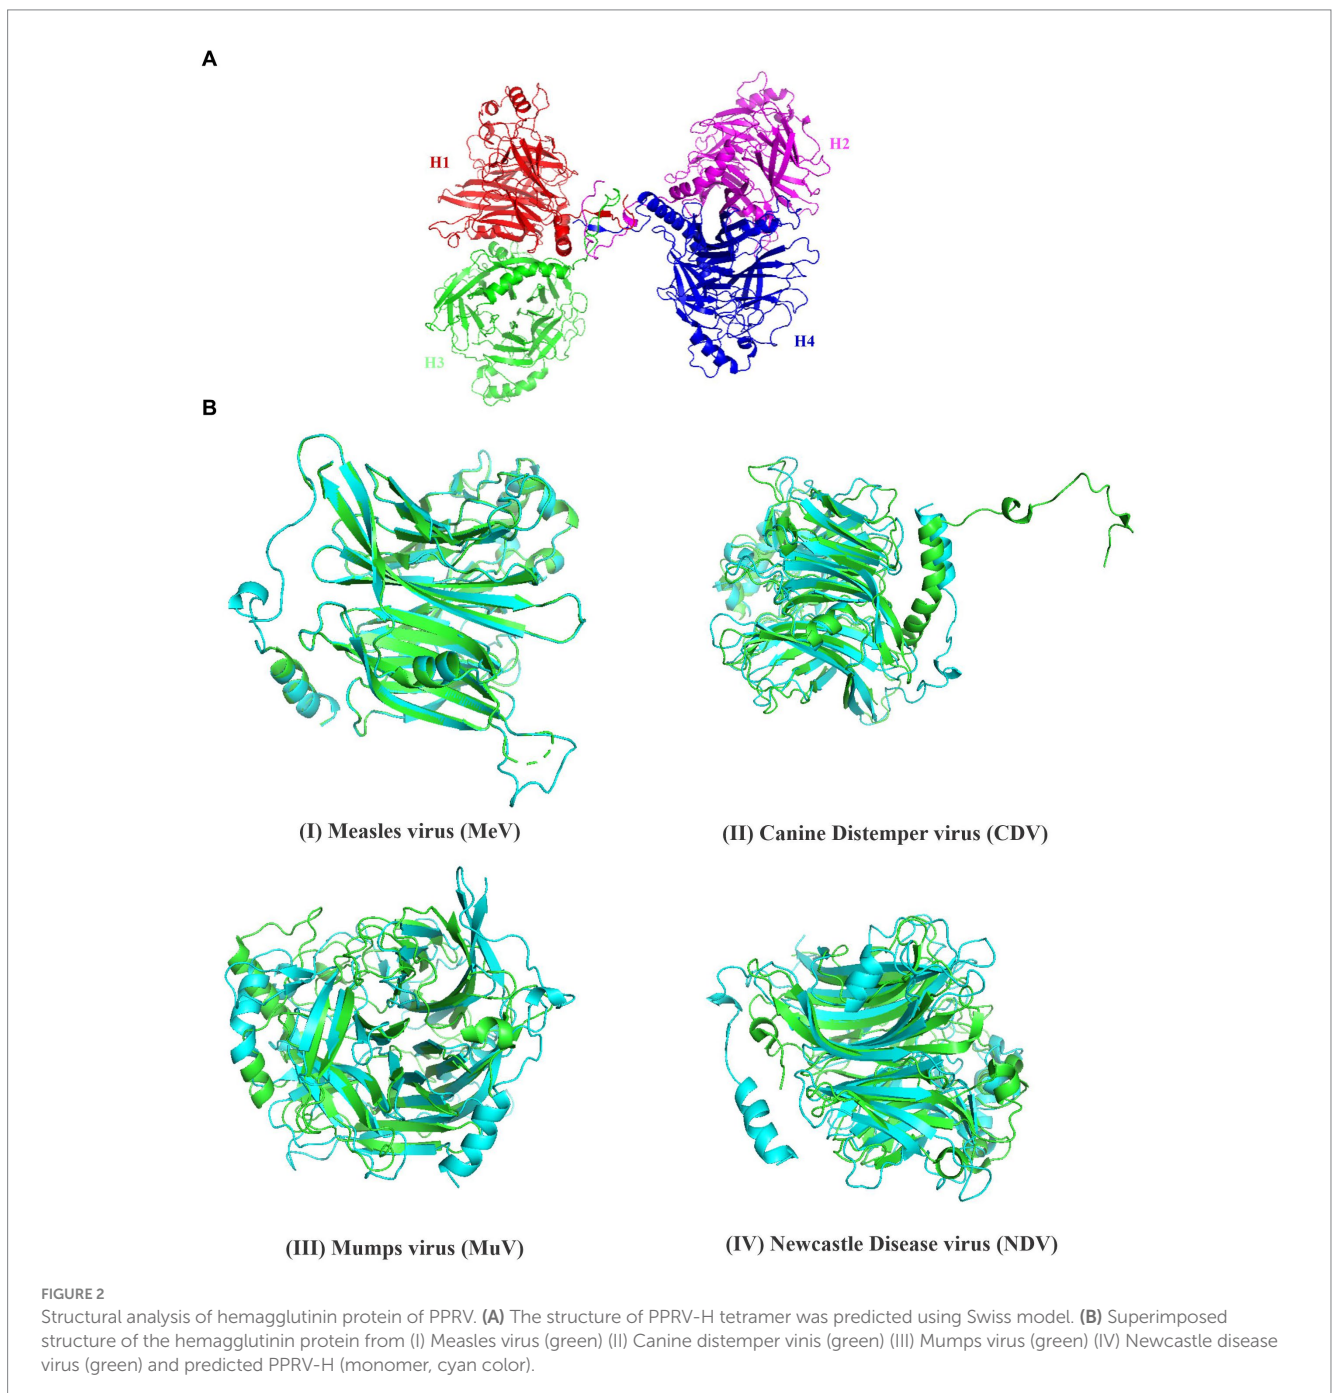 A
H1
H2
H3
H4
B
(I) Measles virus (MeV)
(II) Canine Distemper virus (CDV)
(III) Mumps virus (MuV)
(IV) Newcastle Disease virus (NDV)
FIGURE 2
Structural analysis of hemagglutinin protein of PPRV. (A) The structure of PPRV-H tetramer was predicted using Swiss model. (B) Superimposed
structure of the hemagglutinin protein from (I) Measles virus (green) (II) Canine distemper vinis (green) (III) Mumps virus (green) (IV) Newcastle disease
virus (green) and predicted PPRV-H (monomer, cyan color).